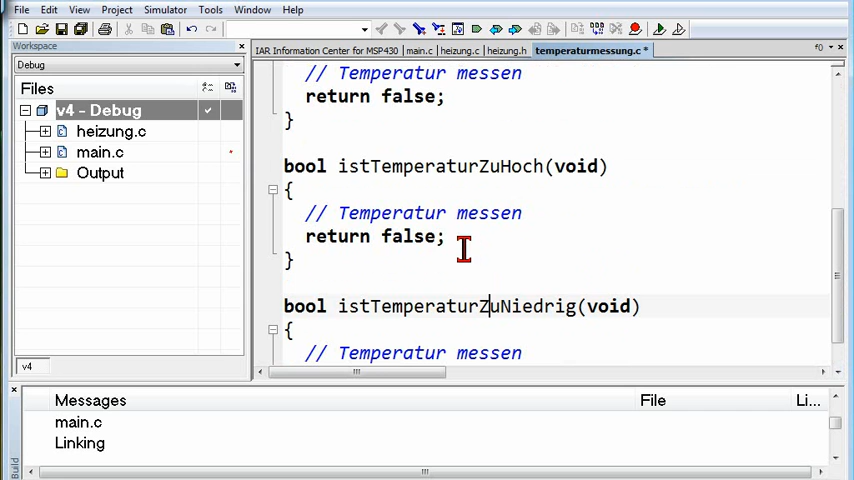 File Edit View Project Simulator Tools Window Help
Workspace
Debug
Files
v4 - Debug
heizung.c
main.c
Output
v4
IAR Information Center for MSP430 main.c heizung.c heizung.h temperaturmessung.c * f0
// Temperatur messen
return false;
}
bool istTemperaturZuHoch(void)
{
// Temperatur messen
return false;
}
bool istTemperaturZuNiedrig(void)
{
// Temperatur messen
Messages File Li...
main.c
Linking
Build